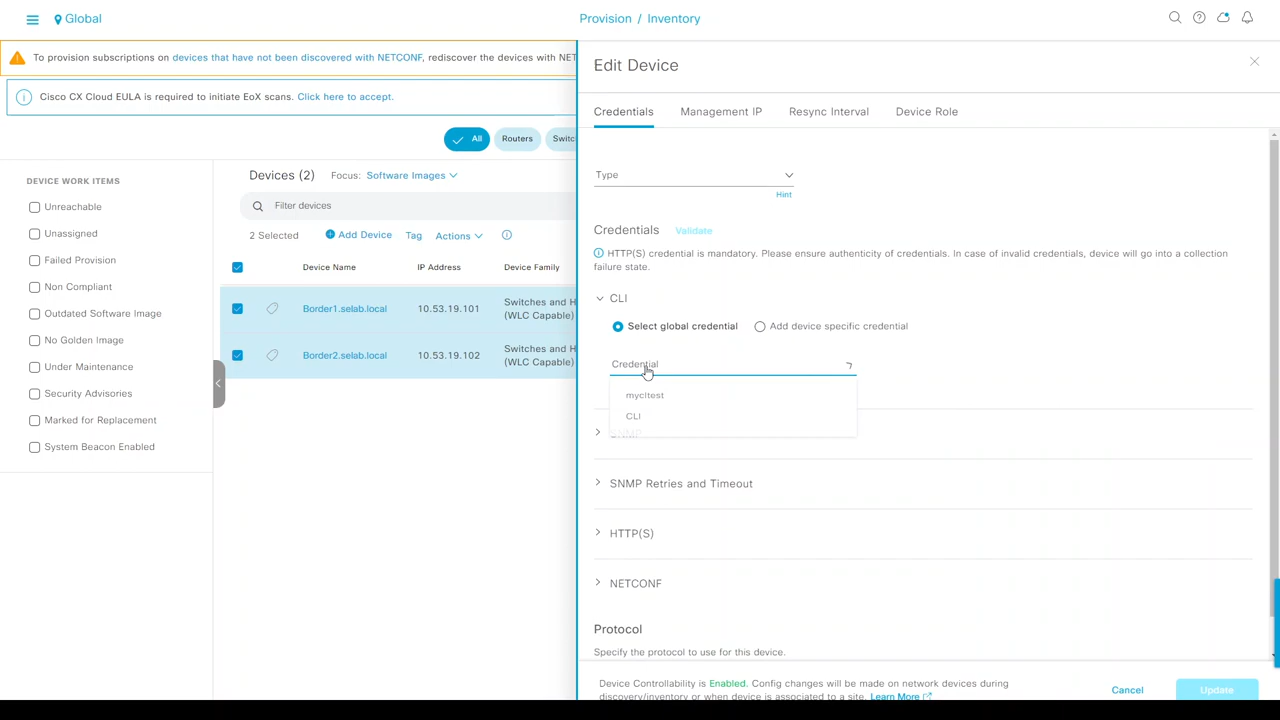 Global
Provision / Inventory
To provision subscriptions on devices that have not been discovered with NETCONF, rediscover the devices with NET
Cisco CX Cloud EULA is required to initiate EoX scans. Click here to accept.
All
Routers
Switc
DEVICE WORK ITEMS
Unreachable
Unassigned
Failed Provision
Non Compliant
Outdated Software Image
No Golden Image
Under Maintenance
Security Advisories
Marked for Replacement
System Beacon Enabled
Devices (2)
Focus: Software Images
Filter devices
2 Selected
Add Device
Tag
Actions
Device Name
IP Address
Device Family
Border1.selab.local
10.53.19.101
Switches and H
(WLC Capable)
Border2.selab.local
10.53.19.102
Switches and H
(WLC Capable)
Edit Device
Credentials
Management IP
Resync Interval
Device Role
Type
Hint
Credentials
Validate
HTTP(S) credential is mandatory. Please ensure authenticity of credentials. In case of invalid credentials, device will go into a collection
failure state.
CLI
Select global credential
Add device specific credential
Credential
mycltest
CLI
SNMP
SNMP Retries and Timeout
HTTP(S)
NETCONF
Protocol
Specify the protocol to use for this device.
Device Controllability is Enabled. Config changes will be made on network devices during
discovery/inventory or when device is associated to a site. Learn More
Cancel
Update